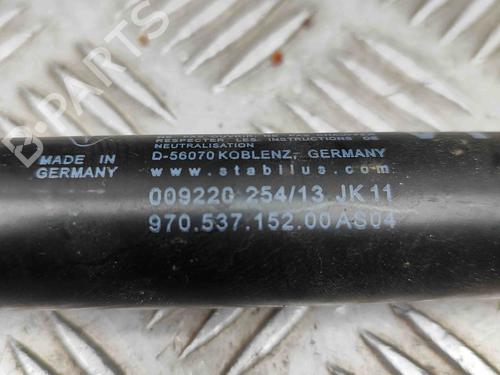 RESPECTER LES INSTRUCTIONS DE
NEUTRALISATION
D-56070 KOBLENZ, GERMANY
MADE IN
GERMANY
www.stabilus.com
009220 254/13 JK11
970.537.152.00AS04